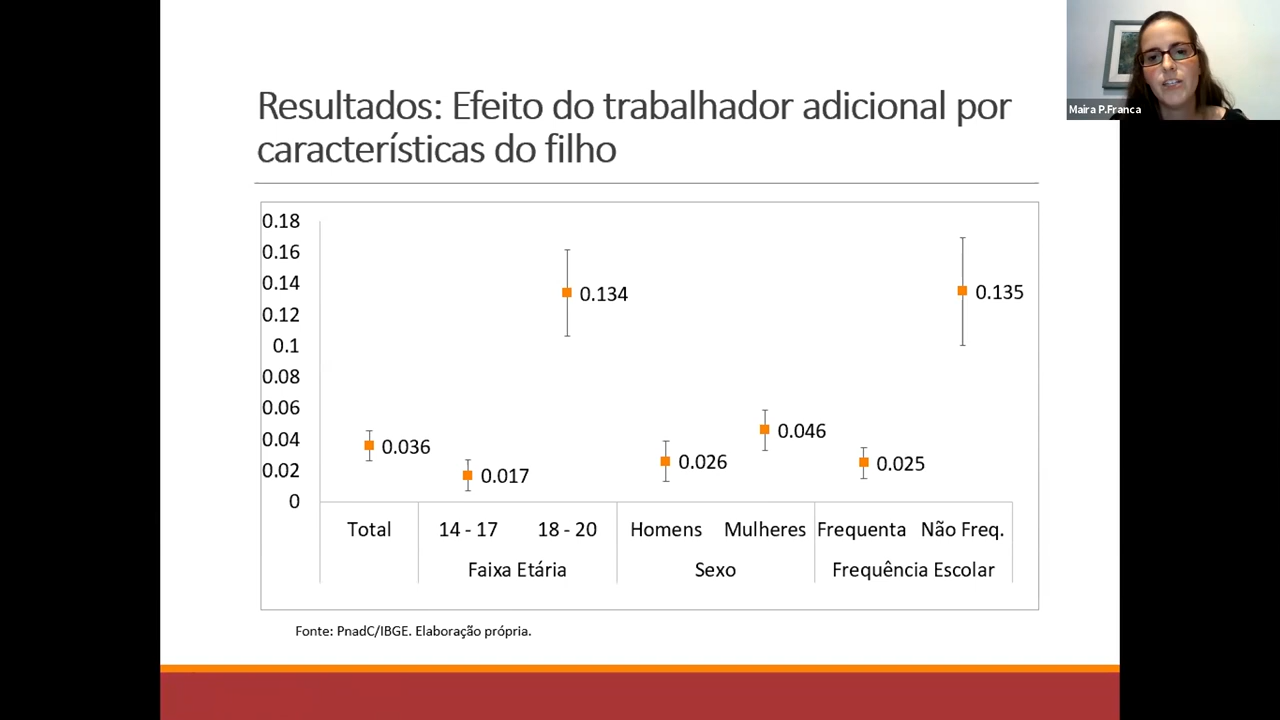 Resultados: Efeito do trabalhador adicional por
características do filho
Maira P.Franca
0.18
0.16
0.14
0.12
0.1
0.08
0.06
0.04
0.02
0
0.036
0.017
0.134
0.026
0.046
0.025
0.135
Total
14 - 17
18 - 20
Homens
Mulheres
Frequenta
Não Freq.
Faixa Etária
Sexo
Frequência Escolar
Fonte: PnadC/IBGE. Elaboração própria.